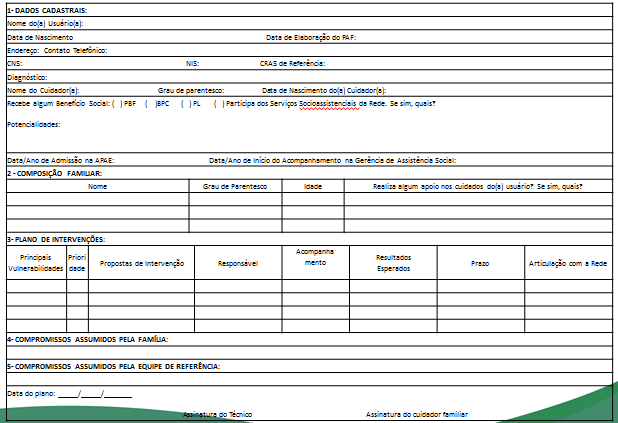 1- DADOS CADASTRAIS:
Nome do(a) Usuário(a):
Data de Nascimento Data de Elaboração do PAF:
Endereço: Contato Telefônico:
CNS: NIS: CRAS de Referência:
Diagnóstico:
Nome do Cuidador(a): Grau de parentesco: Data de Nascimento do(a) Cuidador(a):
Recebe algum Benefício Social: ( ) PBF ( )BPC ( ) PL ( ) Participa dos Serviços Socioassistenciais da Rede. Se sim, quais?
Potencialidades:
Data/Ano de Admissão na APAE: Data/Ano de Início do Acompanhamento na Gerência de Assistência Social:
2 - COMPOSIÇÃO FAMILIAR:
Nome Grau de Parentesco Idade Realiza algum apoio nos cuidados do(a) usuário? Se sim, quais?
3- PLANO DE INTERVENÇÕES:
Principais Vulnerabilidades Priori dade Propostas de Intervenção Responsável Acompanha mento Resultados Esperados Prazo Articulação com a Rede
4- COMPROMISSOS ASSUMIDOS PELA FAMÍLIA:
5- COMPROMISSOS ASSUMIDOS PELA EQUIPE DE REFERÊNCIA:
Data do plano: _____/_____/_______
Assinatura do Técnico Assinatura do cuidador familiar